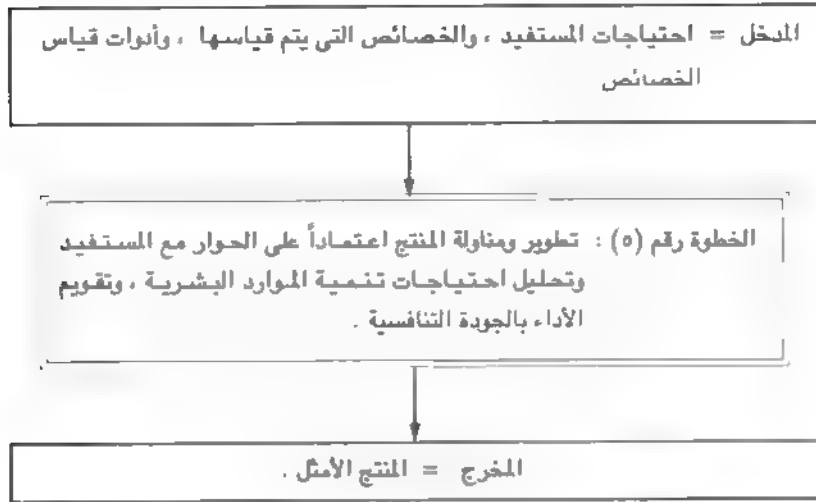 المدخل = احتياجات المستفيد ، والخصائص التي يتم قياسها ، وأدوات قياس
الخصائص
الخطوة رقم (٥) : تطوير ومناولة المنتج اعتماداً على الحوار مع المستفيد
وتحليل احتياجات تنمية الموارد البشرية ، وتقويم
الأداء بالجودة التنافسية .
المخرج = المنتج الأمثل .